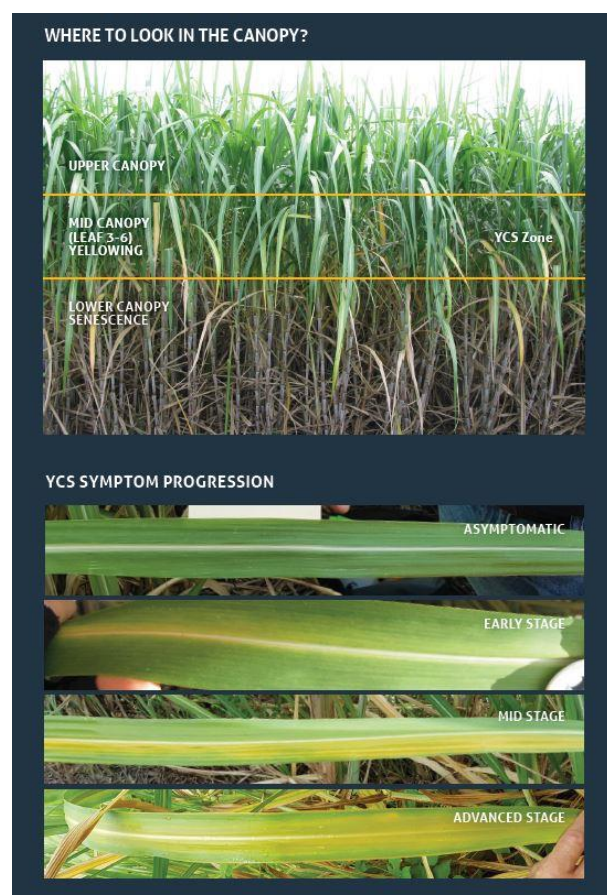 WHERE TO LOOK IN THE CANOPY?
UPPER CANOPY
MID CANOPY
(LEAF 3-6)
YELLOWING
YCS Zone
LOWER CANOPY
SENESCENCE
YCS SYMPTOM PROGRESSION
ASYMPTOMATIC
EARLY STAGE
MID STAGE
ADVANCED STAGE